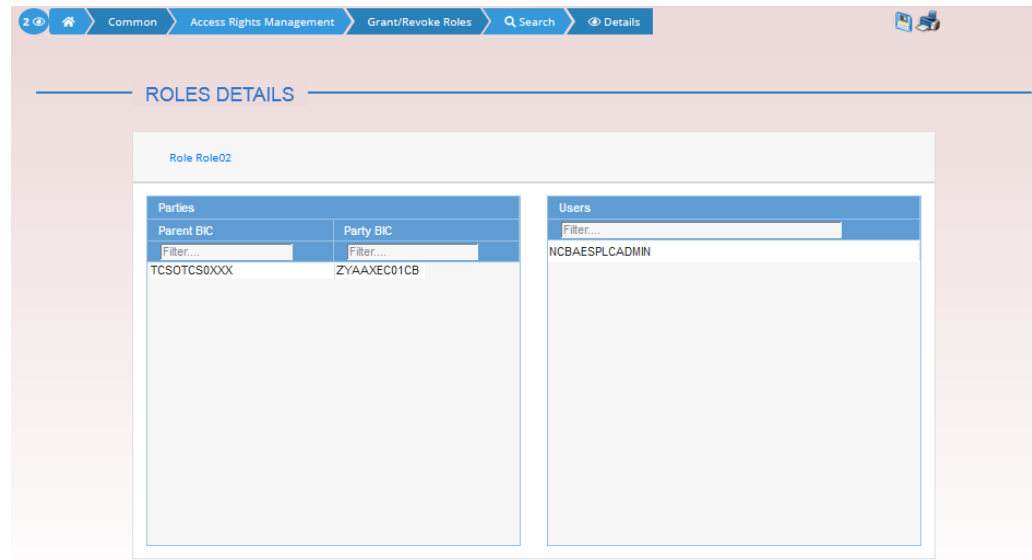 2 Common Access Rights Management Grant/Revoke Roles Search Details
ROLES DETAILS
Role Role02
Parties
Parent BIC Party BIC
Filter.... Filter....
TCSOTCS0XXX ZYAAXEC01CB
Users
Filter....
NCBAESPLCADMIN